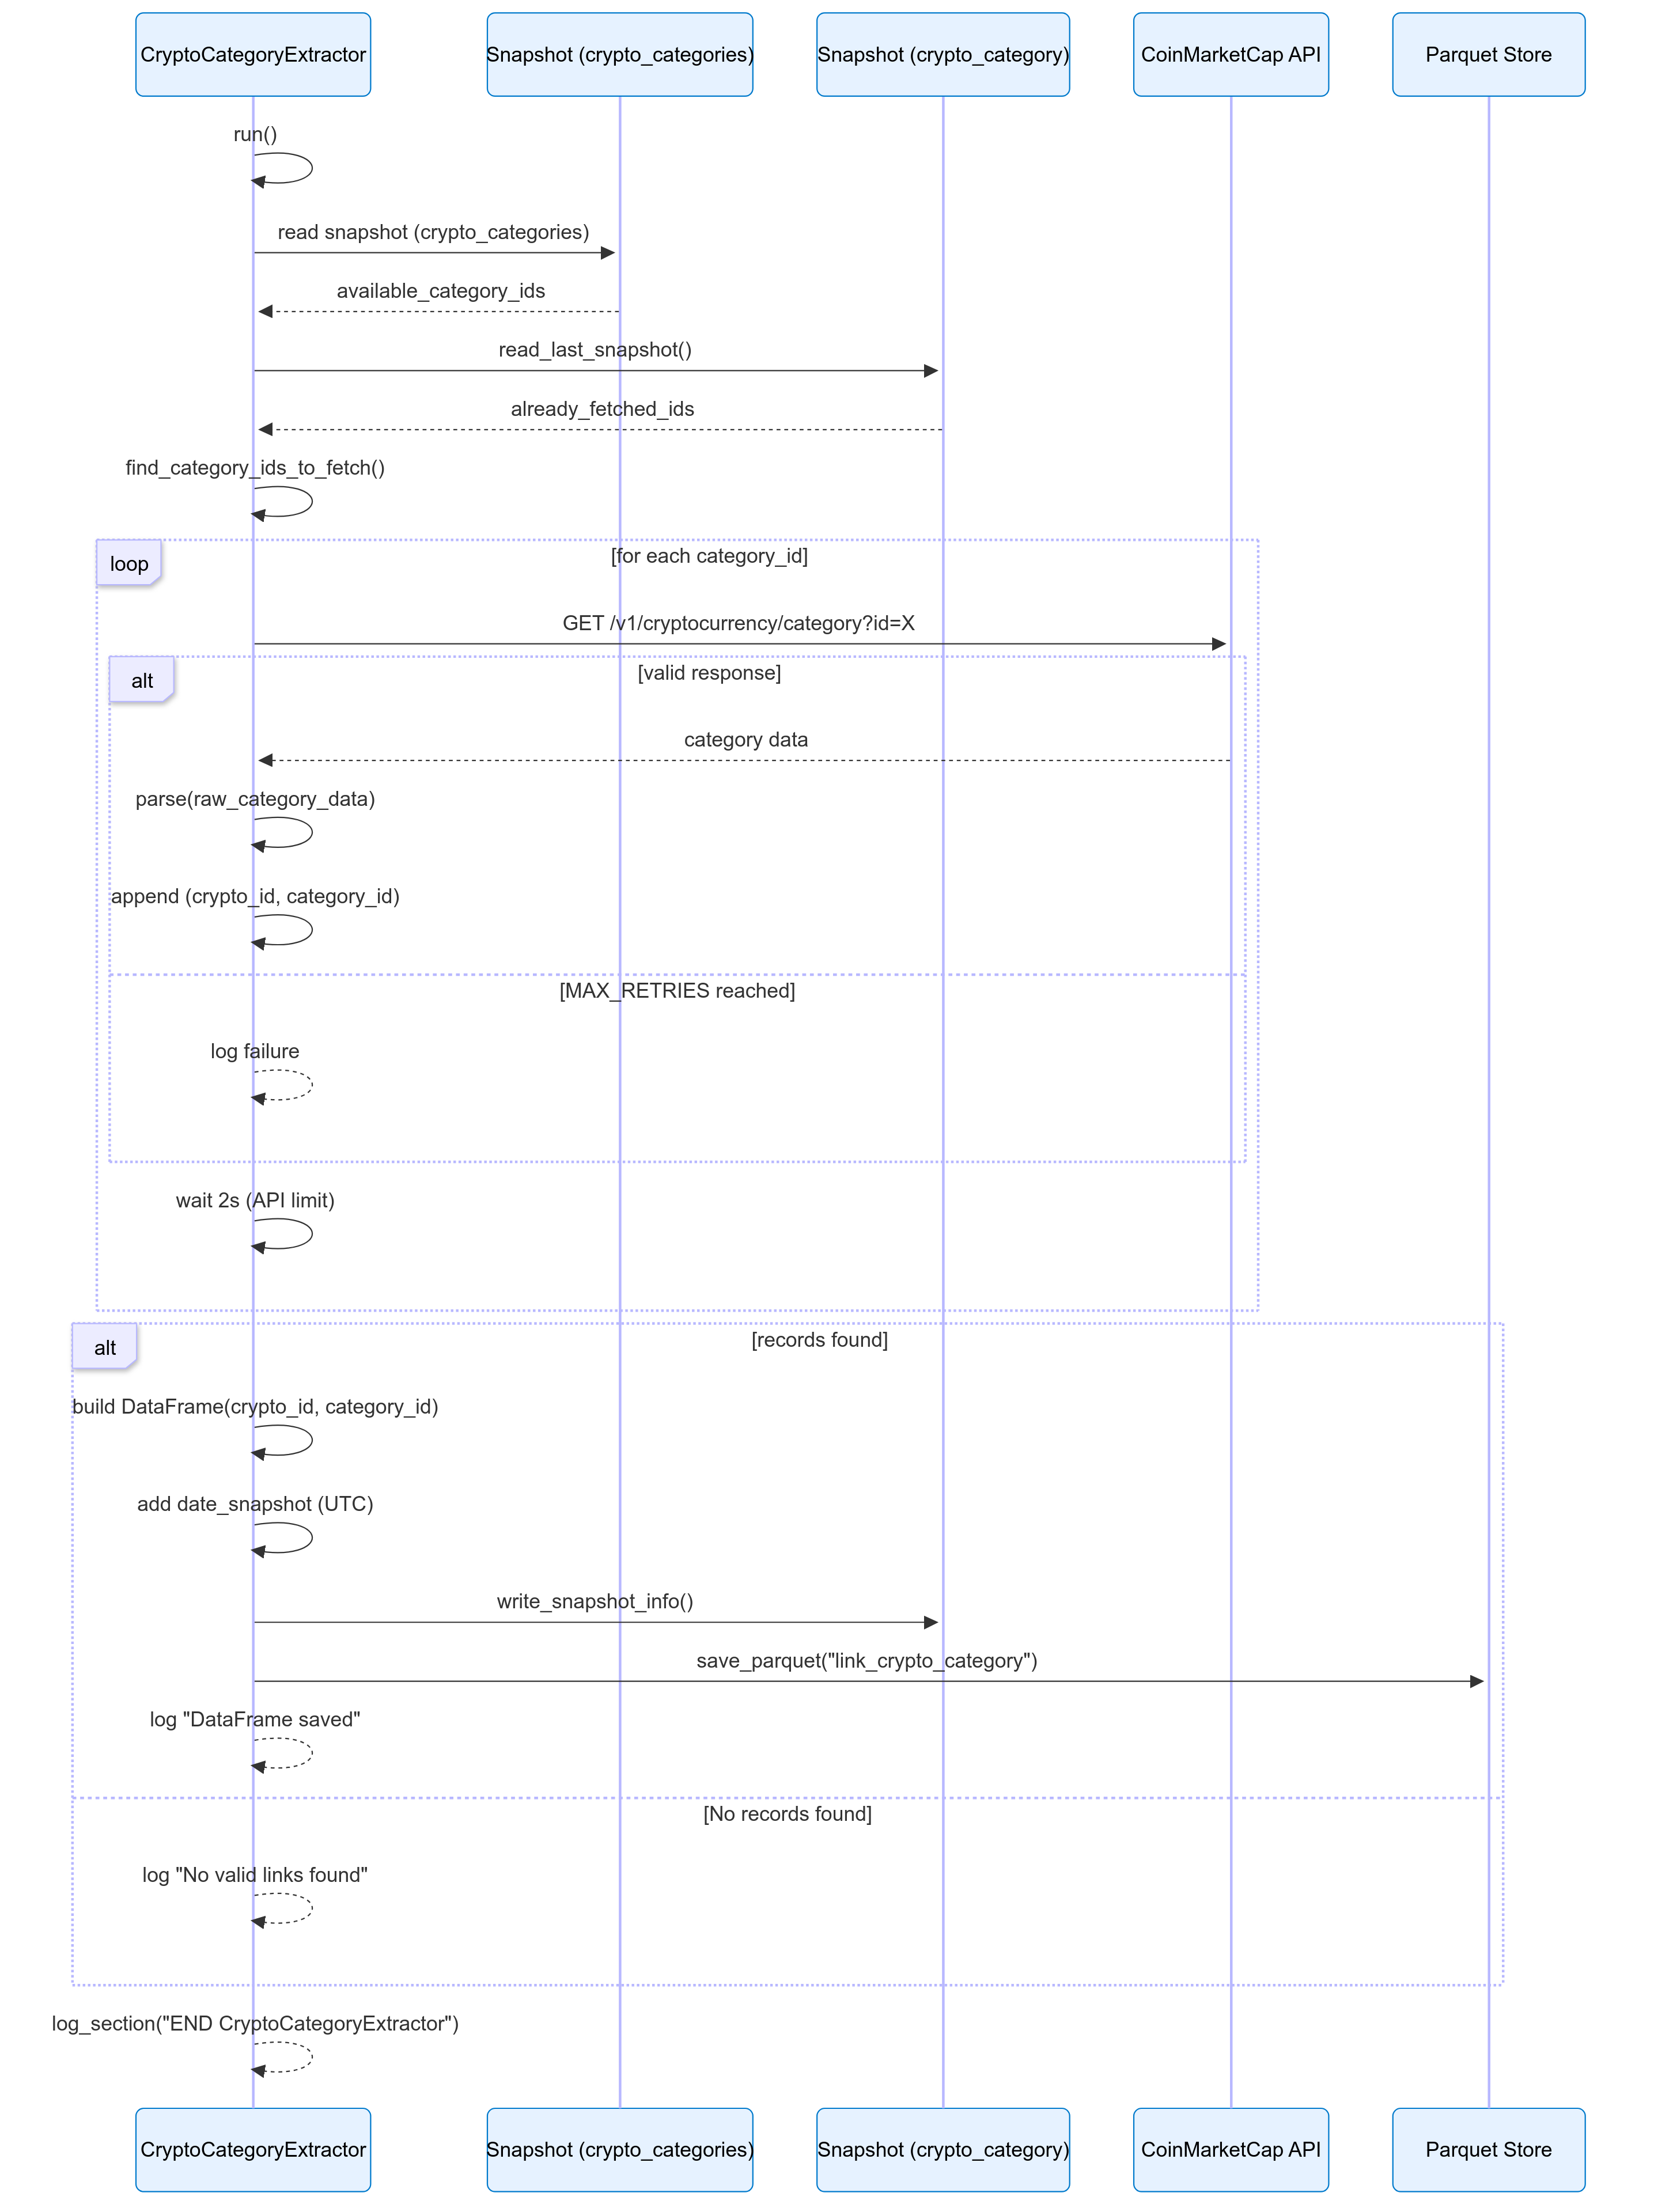 CryptoCategoryExtractor
Snapshot (crypto_categories)
Snapshot (crypto_category)
CoinMarketCap API
Parquet Store
run()
read snapshot (crypto_categories)
available_category_ids
read_last_snapshot()
already_fetched_ids
find_category_ids_to_fetch()
loop
[for each category_id]
GET /v1/cryptocurrency/category?id=X
alt
[valid response]
category data
parse(raw_category_data)
append (crypto_id, category_id)
[MAX_RETRIES reached]
log failure
wait 2s (API limit)
alt
[records found]
build DataFrame(crypto_id, category_id)
add date_snapshot (UTC)
write_snapshot_info()
save_parquet("link_crypto_category")
log "DataFrame saved"
[No records found]
log "No valid links found"
log_section("END CryptoCategoryExtractor")
CryptoCategoryExtractor
Snapshot (crypto_categories)
Snapshot (crypto_category)
CoinMarketCap API
Parquet Store